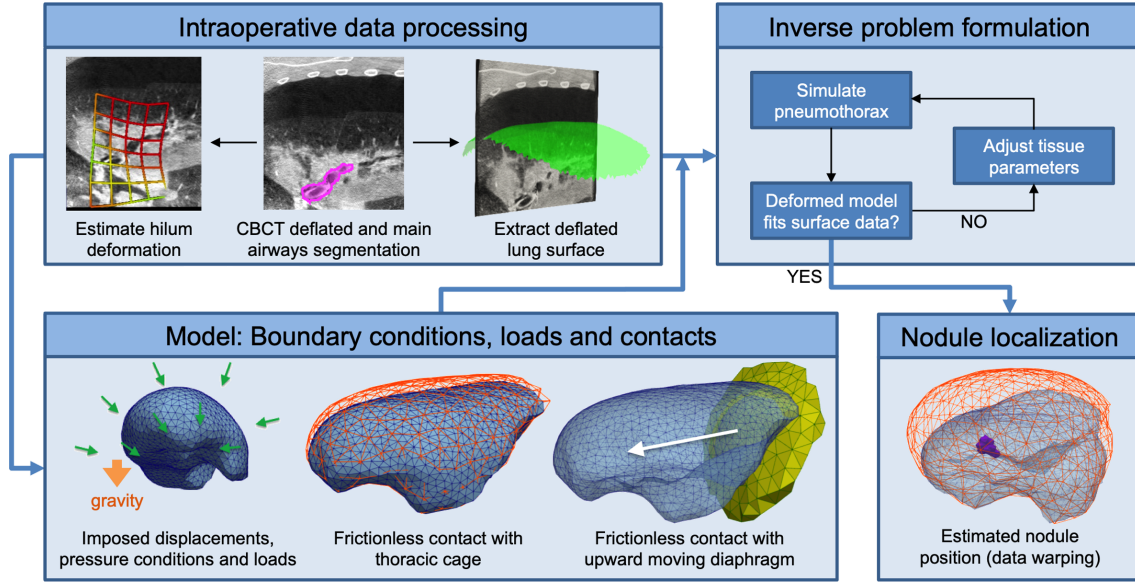 Intraoperative data processing
Estimate hilum
deformation
CBCT deflated and main
airways segmentation
Extract deflated
lung surface
Inverse problem formulation
Simulate
pneumothorax
Adjust tissue
parameters
Deformed model
fits surface data?
NO
YES
Model: Boundary conditions, loads and contacts
gravity
Imposed displacements,
pressure conditions and loads
Frictionless contact with
thoracic cage
Frictionless contact with
upward moving diaphragm
Nodule localization
Estimated nodule
position (data warping)